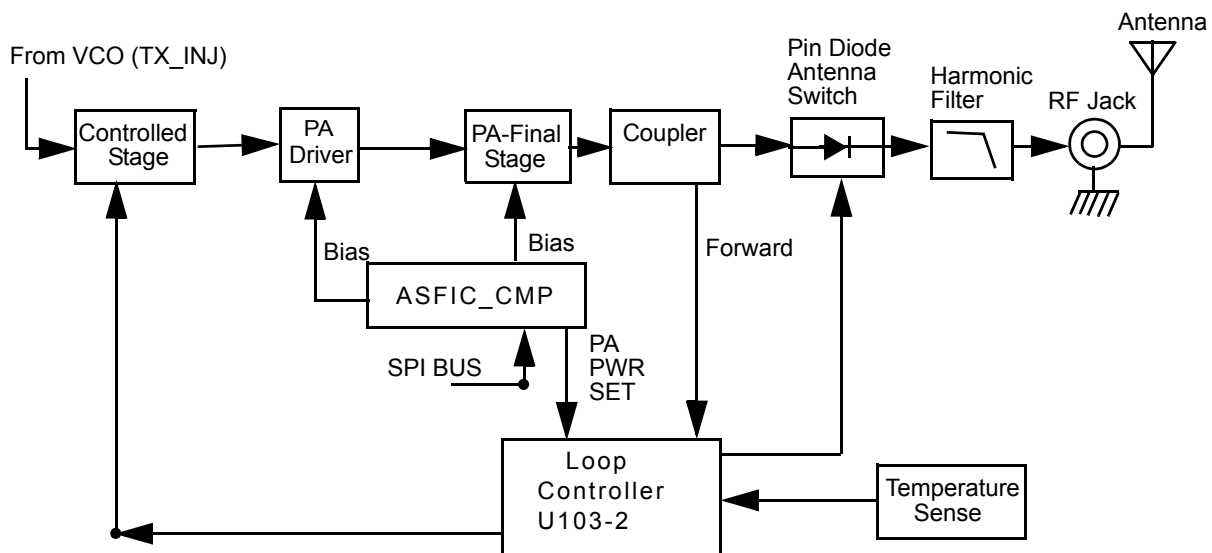 Antenna
From VCO (TX_INJ)
Pin Diode
Antenna
Switch
Harmonic
Filter
RF Jack
Controlled
Stage
PA
Driver
PA-Final
Stage
Coupler
Bias
Bias
Forward
ASFIC_CMP
SPI BUS
PA
PWR
SET
Loop
Controller
U103-2
Temperature
Sense